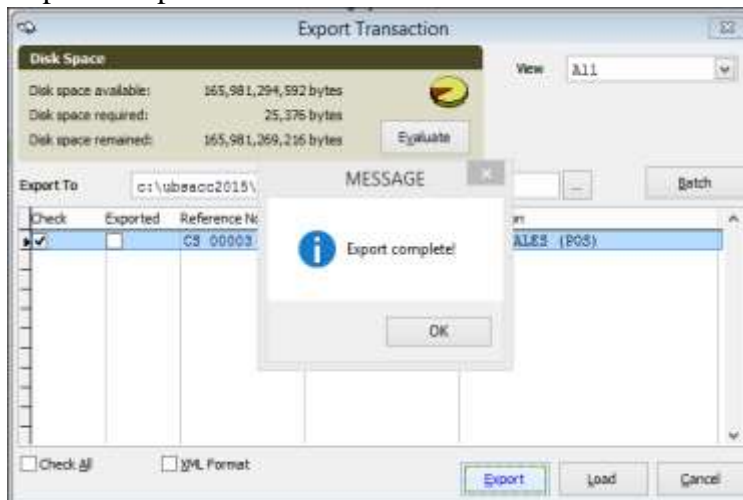 Export Transaction
Disk Space
Disk space available: 165,981,294,592 bytes
Disk space required: 25,376 bytes
Disk space remained: 165,981,269,216 bytes
Evaluate
View All
Export To c:\ubsacc2015\ ... Batch
MESSAGE
Export complete!
OK
Check Exported Reference No
CS 00003 ALES (POS)
Check All XML Format
Export Load Cancel